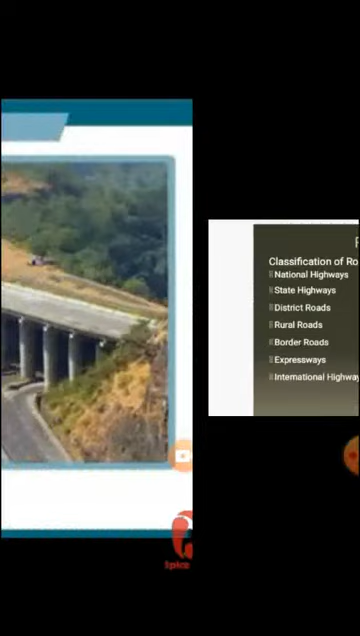 Classification of Ro
National Highways
State Highways
District Roads
Rural Roads
Border Roads
Expressways
International Highway